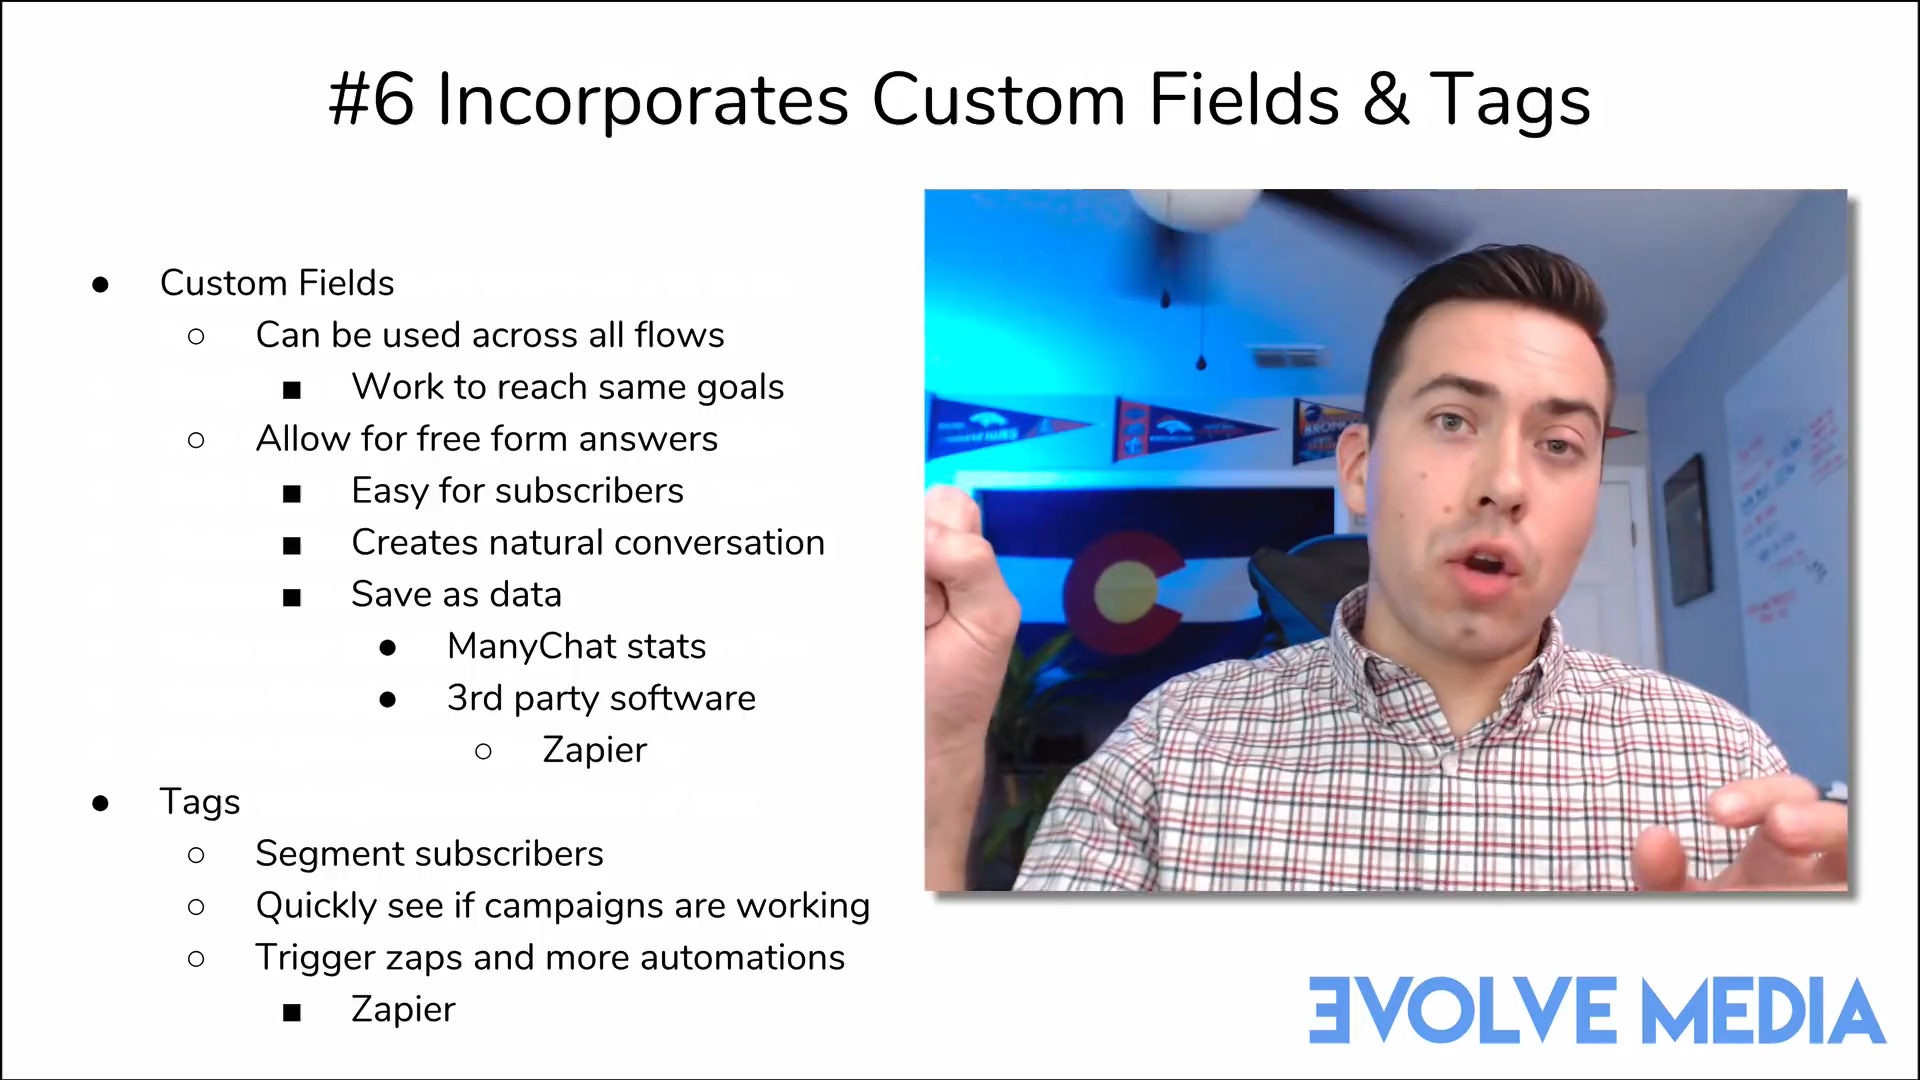 #6 Incorporates Custom Fields & Tags
Custom Fields
Can be used across all flows
Work to reach same goals
Allow for free form answers
Easy for subscribers
Creates natural conversation
Save as data
ManyChat stats
3rd party software
Zapier
Tags
Segment subscribers
Quickly see if campaigns are working
Trigger zaps and more automations
Zapier
EVOLVE MEDIA